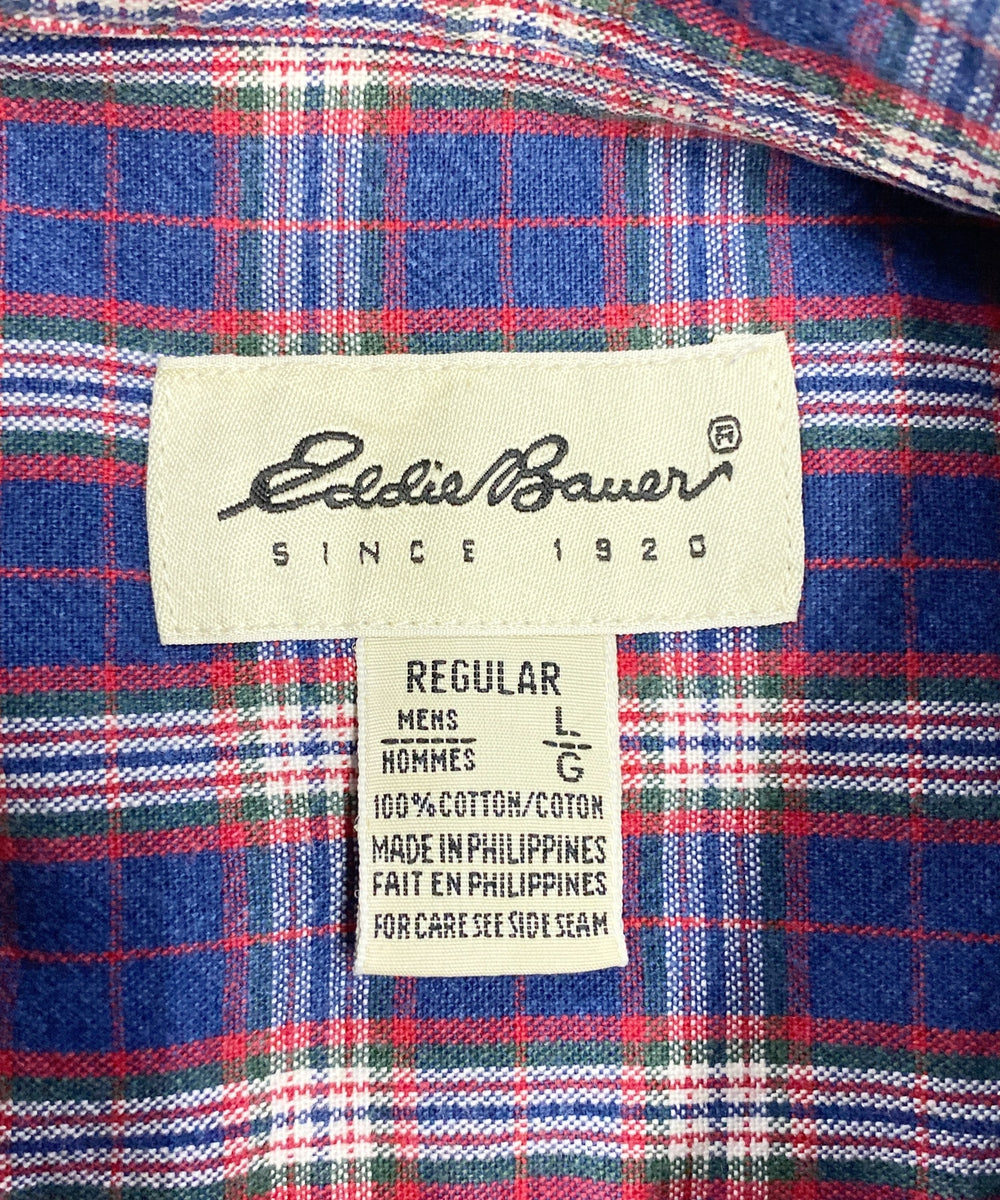 Eddie Bauer®
SINCE 1920
REGULAR
MENS L
HOMMES G
100% COTTON/COTON
MADE IN PHILIPPINES
FAIT EN PHILIPPINES
FOR CARE SEE SIDE SEAM